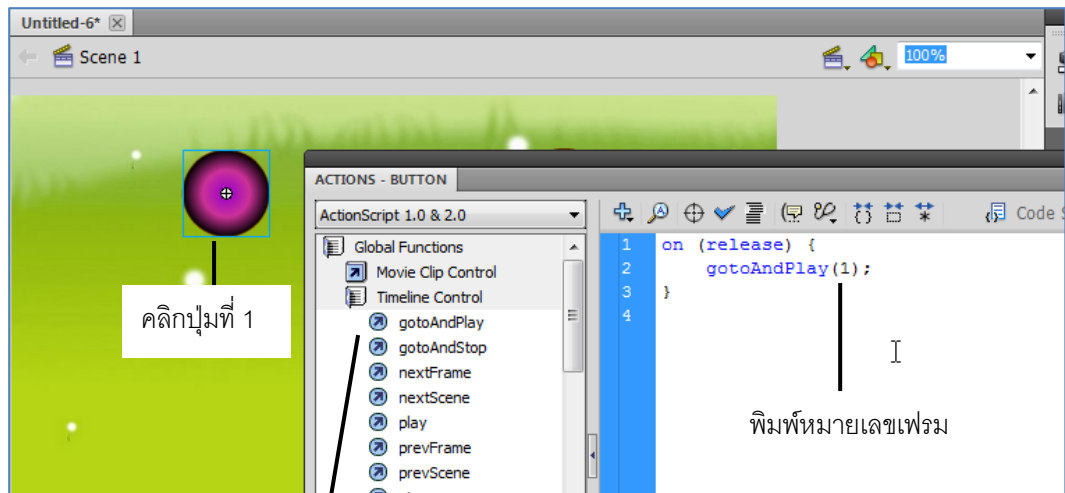 Untitled-6*
Scene 1
100%
ACTIONS - BUTTON
ActionScript 1.0 & 2.0
Code
Global Functions
Movie Clip Control
Timeline Control
gotoAndPlay
gotoAndStop
nextFrame
nextScene
play
prevFrame
prevScene
1 on (release) {
2 gotoAndPlay(1);
3 }
4
คลิกปุ่มที่ 1
พิมพ์หมายเลขเฟรม